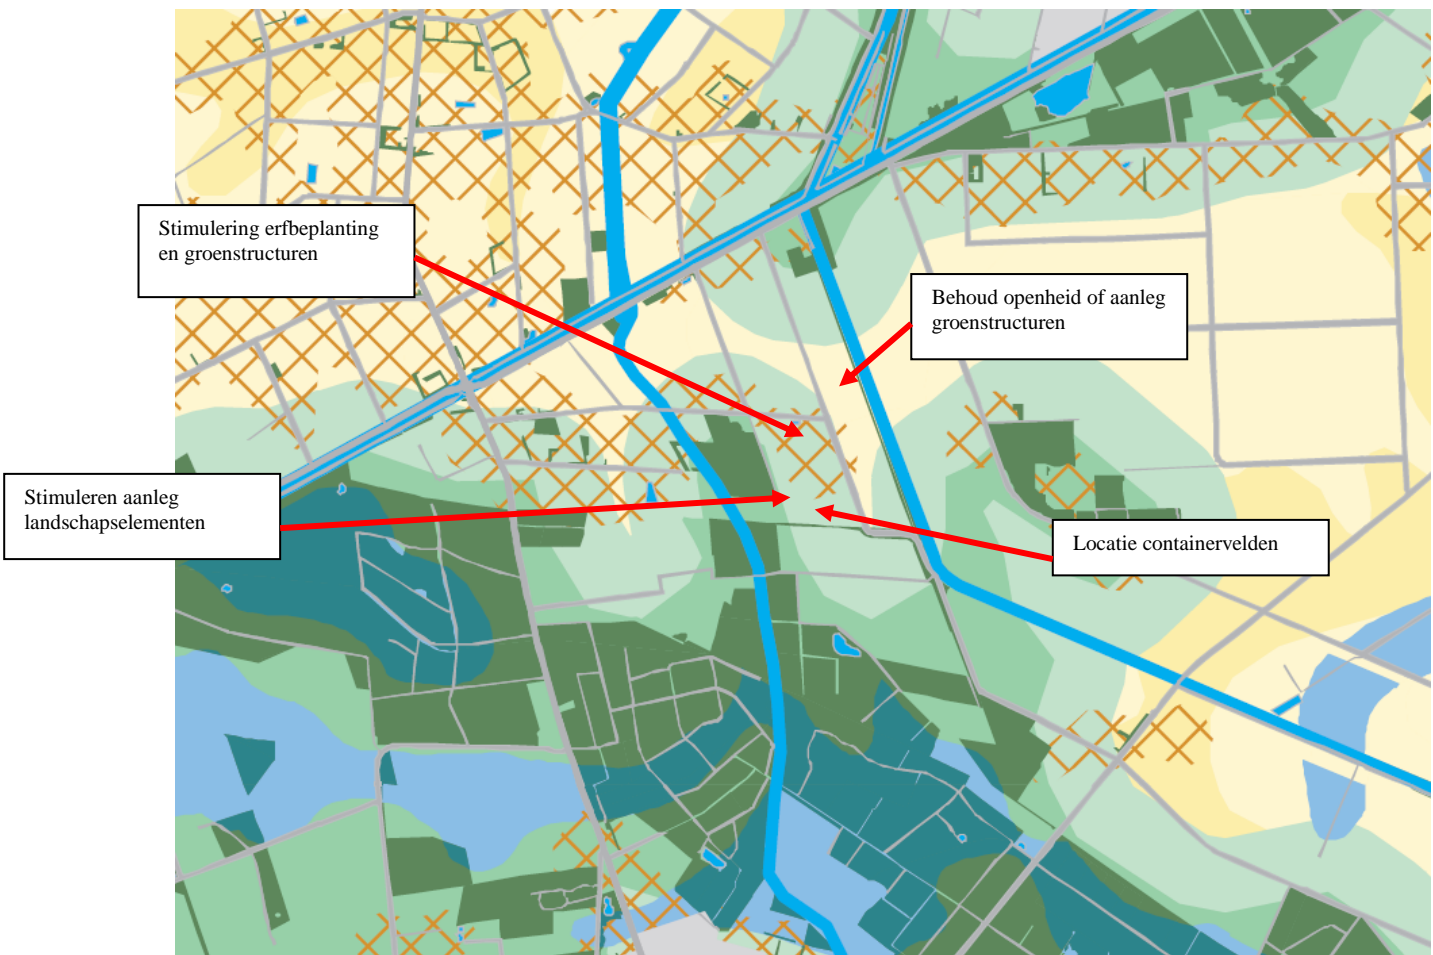 Stimulering erfbeplanting
en groenstructuren
Behoud openheid of aanleg
groenstructuren
Stimuleren aanleg
landschapselementen
Locatie containervelden